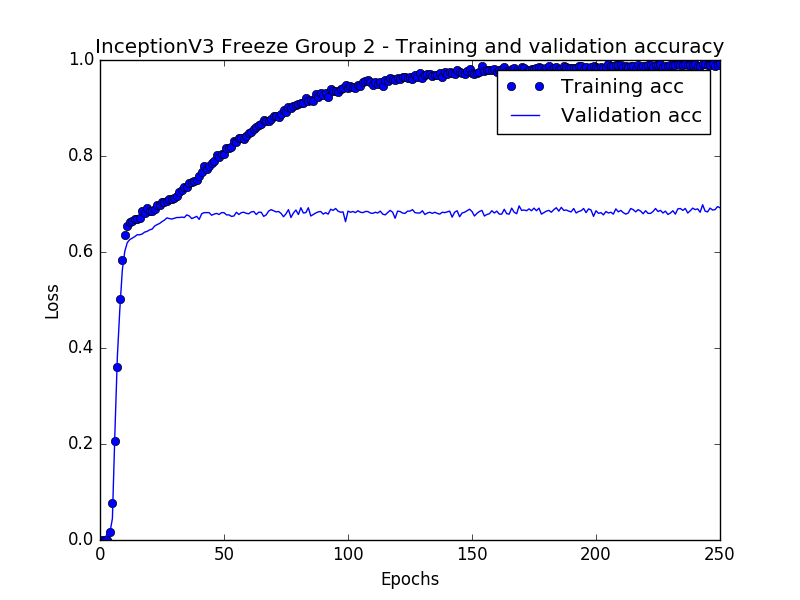 InceptionV3 Freeze Group 2 - Training and validation accuracy
1.0
Training acc
Validation acc
0.8
0.6
Loss
0.4
0.2
0.0
0 50 100 150 200 250
Epochs